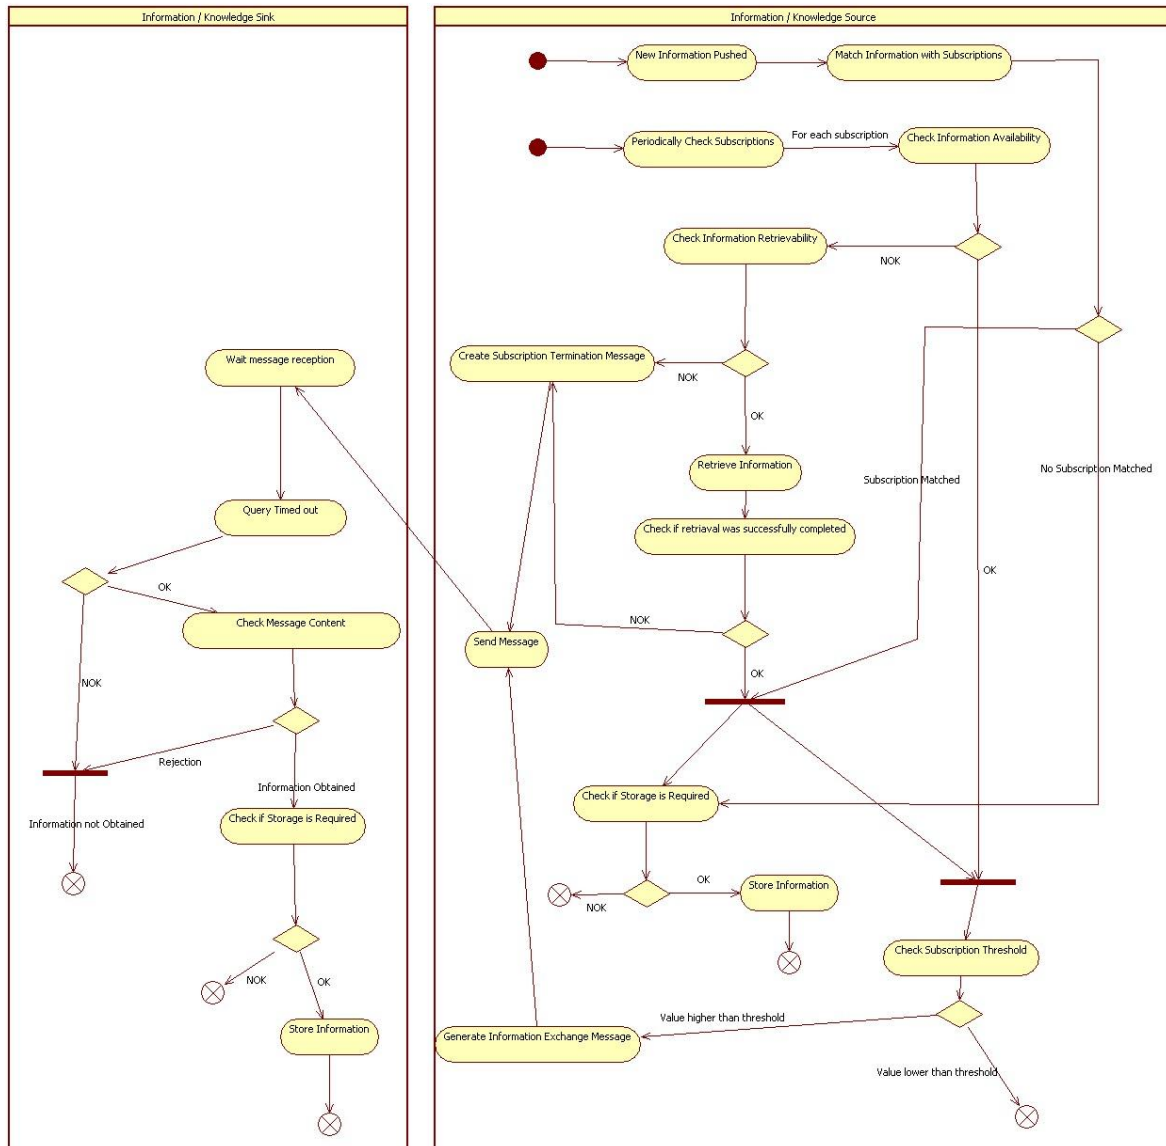 Information / Knowledge Sink
Information / Knowledge Source
New Information Pushed
Match Information with Subscriptions
Periodically Check Subscriptions
For each subscription
Check Information Availability
Check Information Retrievability
NOK
Wait message reception
Create Subscription Termination Message
NOK
OK
Retrieve Information
Subscription Matched
No Subscription Matched
Query Timed out
Check if retriaval was successfully completed
OK
OK
Check Message Content
NOK
Send Message
NOK
OK
Rejection
Information Obtained
Check if Storage is Required
Information not Obtained
Check if Storage is Required
OK
Store Information
NOK
Check Subscription Threshold
NOK
OK
Value higher than threshold
Store Information
Generate Information Exchange Message
Value lower than threshold